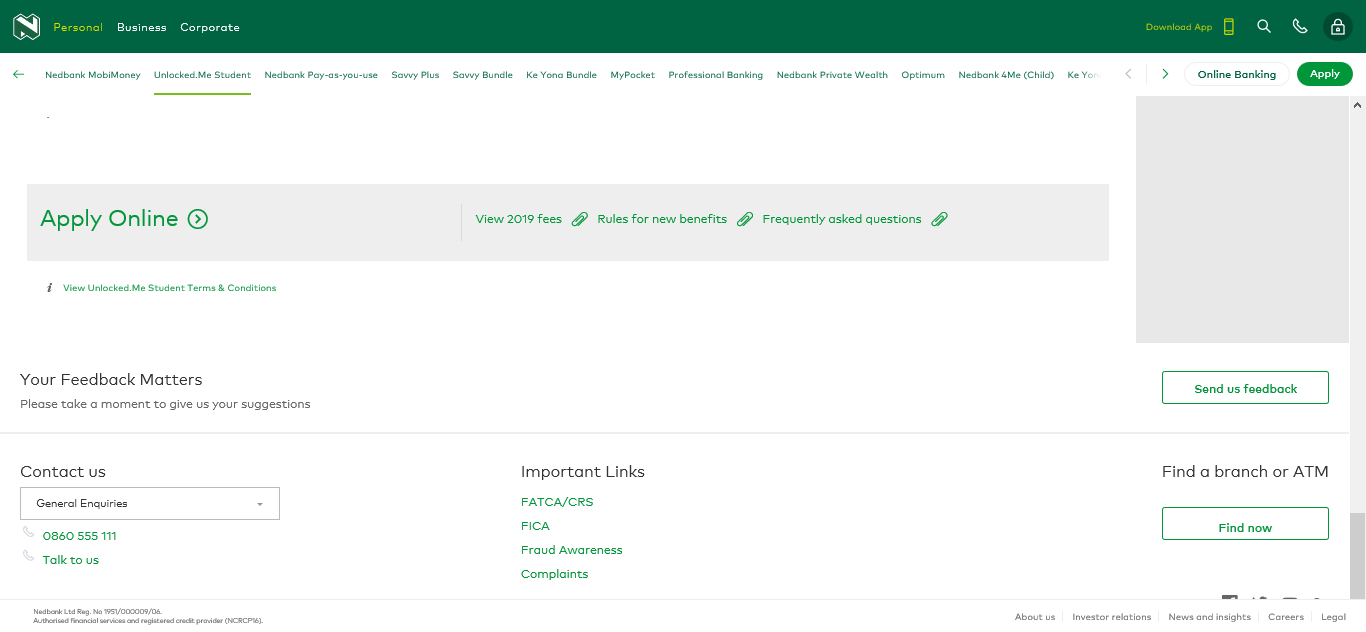 Personal Business Corporate
Download App
Nedbank MobiMoney Unlocked.Me Student Nedbank Pay-as-you-use Savvy Plus Savvy Bundle Ke Yona Bundle MyPocket Professional Banking Nedbank Private Wealth Optimum Nedbank 4Me (Child) Ke
Online Banking
Apply
Apply Online
View 2019 fees Rules for new benefits Frequently asked questions
i View Unlocked.Me Student Terms & Conditions
Your Feedback Matters
Please take a moment to give us your suggestions
Send us feedback
Contact us
General Enquiries
0860 555 111
Talk to us
Important Links
FATCA/CRS
FICA
Fraud Awareness
Complaints
Find a branch or ATM
Find now
Nedbank Ltd Reg. No 1951/000009/06.
Authorised financial services and registered credit provider (NCRCP16).
About us Investor relations News and insights Careers Legal